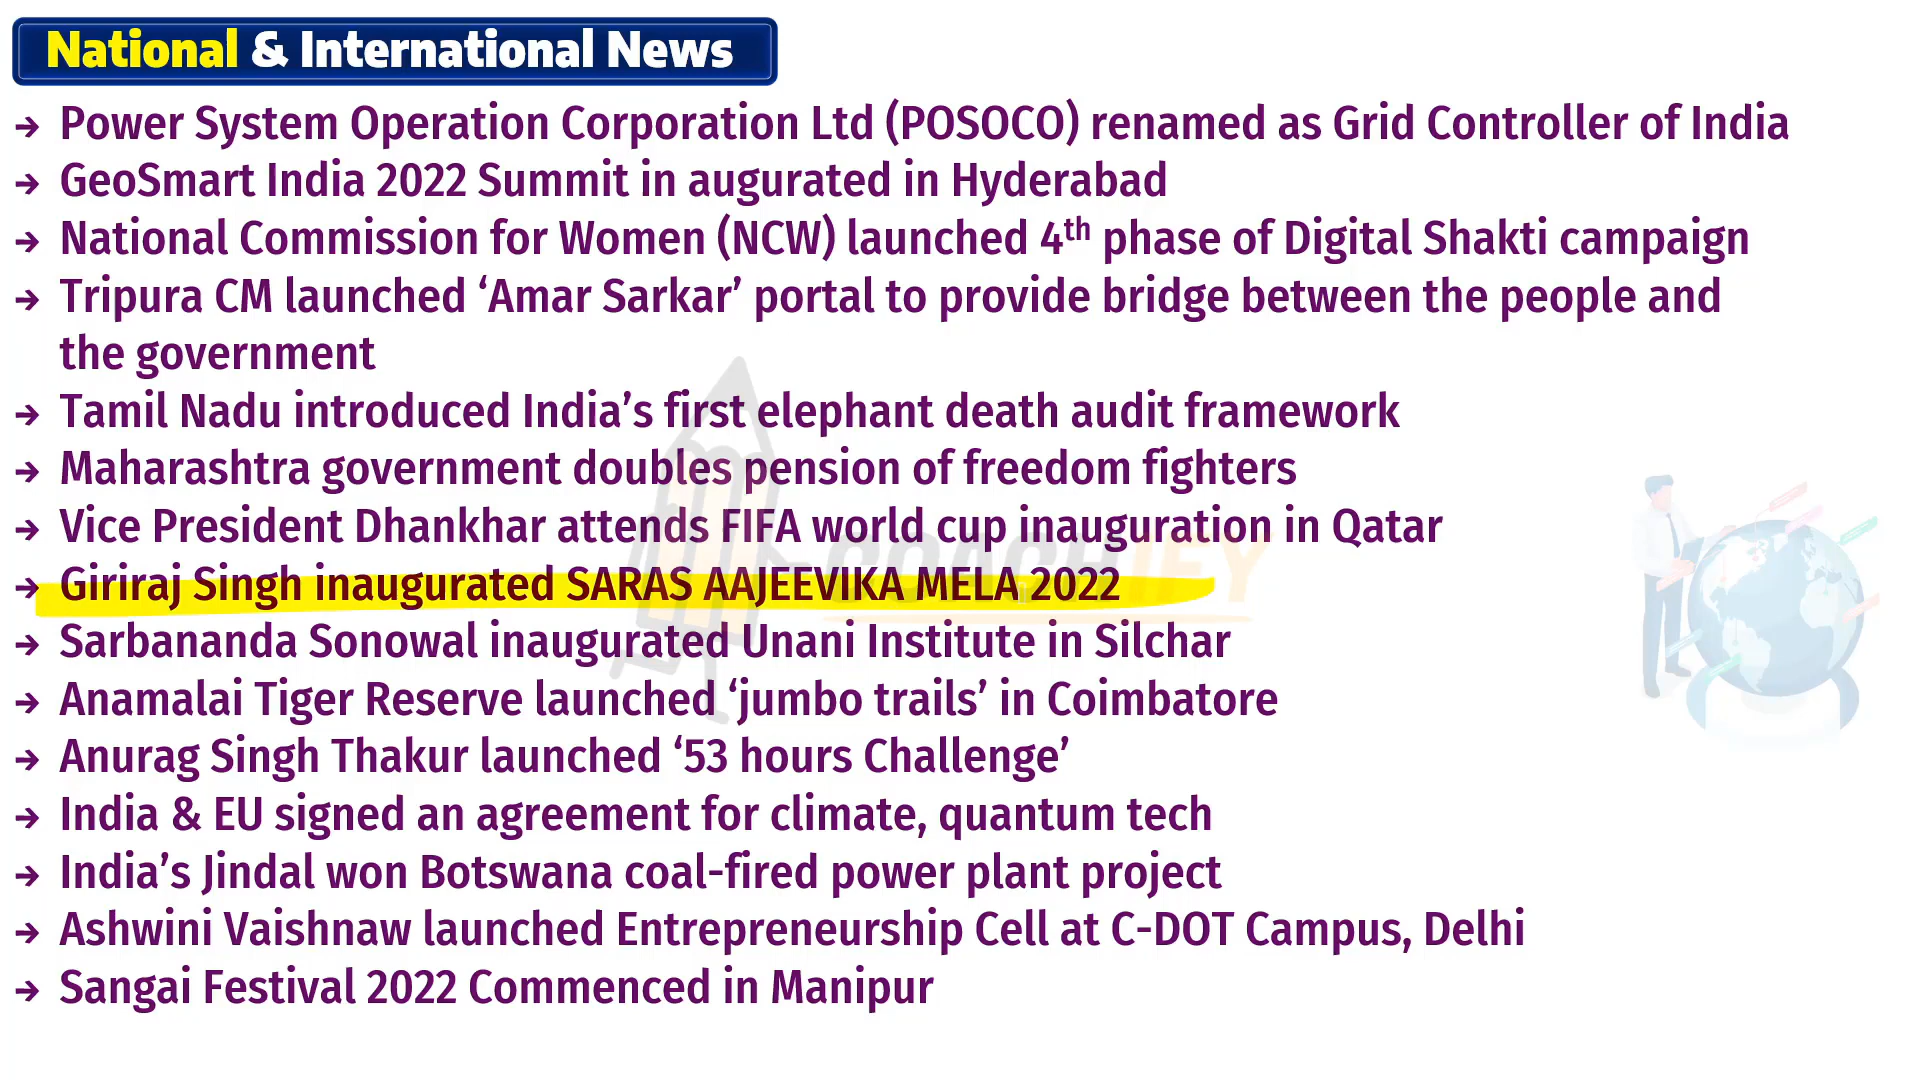 National & International News
→ Power System Operation Corporation Ltd (POSOCO) renamed as Grid Controller of India
→ GeoSmart India 2022 Summit in augurated in Hyderabad
→ National Commission for Women (NCW) launched 4th phase of Digital Shakti campaign
→ Tripura CM launched ‘Amar Sarkar’ portal to provide bridge between the people and
the government
→ Tamil Nadu introduced India’s first elephant death audit framework
→ Maharashtra government doubles pension of freedom fighters
→ Vice President Dhankhar attends FIFA world cup inauguration in Qatar
→ Giriraj Singh inaugurated SARAS AAJEEVIKA MELA 2022
→ Sarbananda Sonowal inaugurated Unani Institute in Silchar
→ Anamalai Tiger Reserve launched ‘jumbo trails’ in Coimbatore
→ Anurag Singh Thakur launched ‘53 hours Challenge’
→ India & EU signed an agreement for climate, quantum tech
→ India’s Jindal won Botswana coal-fired power plant project
→ Ashwini Vaishnaw launched Entrepreneurship Cell at C-DOT Campus, Delhi
→ Sangai Festival 2022 Commenced in Manipur